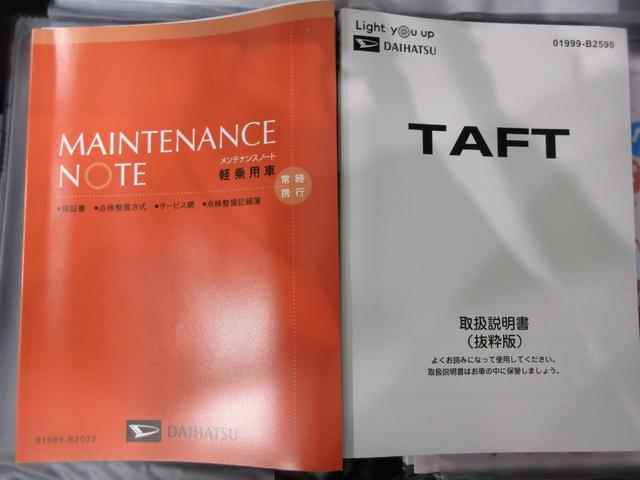 MAINTENANCE
NOTE
メンテナンスノート
軽乗用車
常時
携行
●保証書 ●点検整備方式 ●サービス網 ●点検整備記録簿
01989-B2032
DAIHATSU
Light you up
DAIHATSU
01999-B2590
TAFT
取扱説明書
(抜粋版)
よくお読みになって使用してください。
取扱説明書はお車の中に保管しましょう。